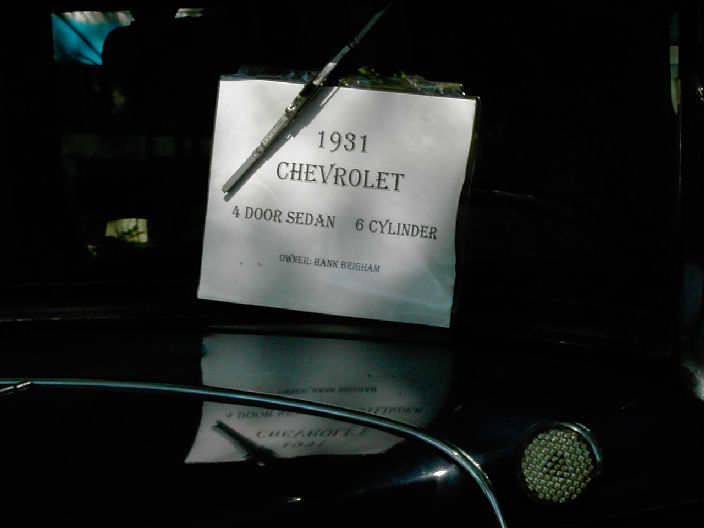 1931
CHEVROLET
4 DOOR SEDAN 6 CYLINDER
OWNER: HANK BRIGHAM